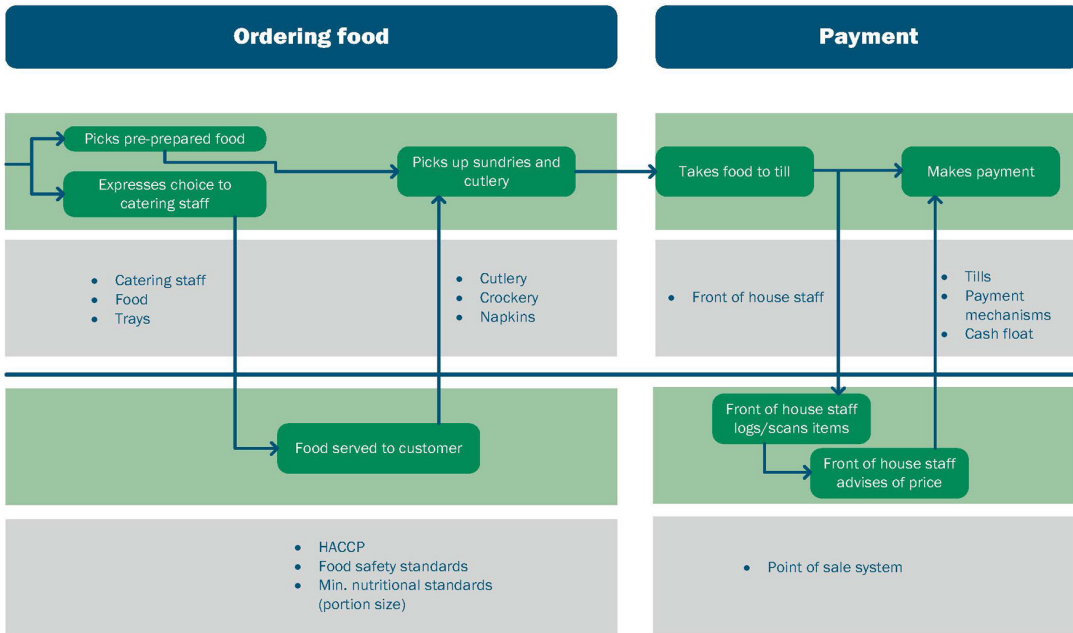 Ordering food
Payment
Picks pre-prepared food
Expresses choice to
catering staff
Picks up sundries and
cutlery
Takes food to till
Makes payment
• Catering staff
• Food
• Trays
• Cutlery
• Crockery
• Napkins
• Front of house staff
• Tills
• Payment
mechanisms
• Cash float
Food served to customer
Front of house staff
logs/scans items
Front of house staff
advises of price
• HACCP
• Food safety standards
• Min. nutritional standards
(portion size)
• Point of sale system